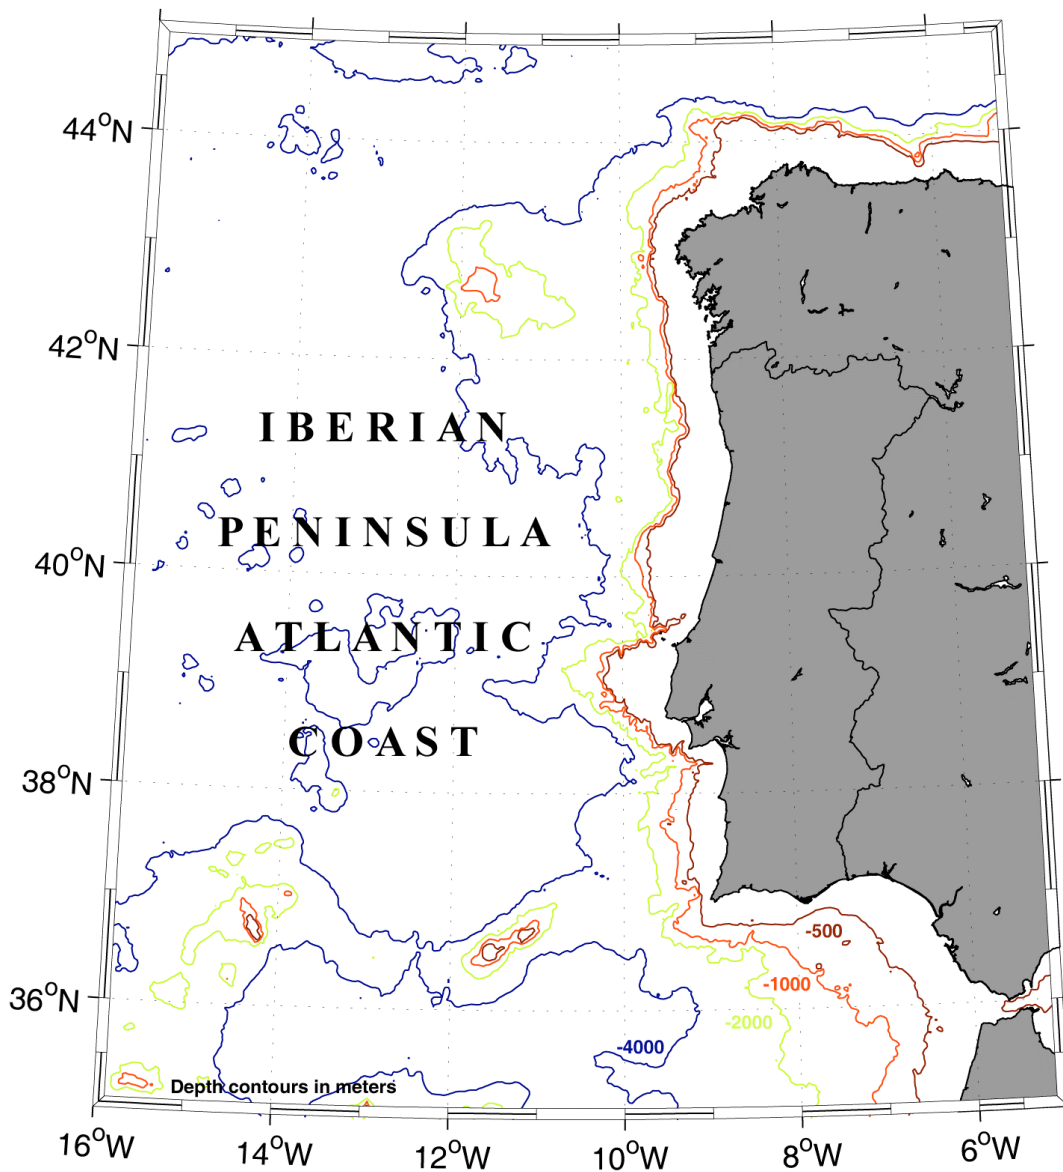 44°N
42°N
IBERIAN
PENINSULA
40°N
ATLANTIC
COAST
38°N
-500
-1000
36°N
-2000
-4000
Depth contours in meters
16°W 14°W 12°W 10°W 8°W 6°W